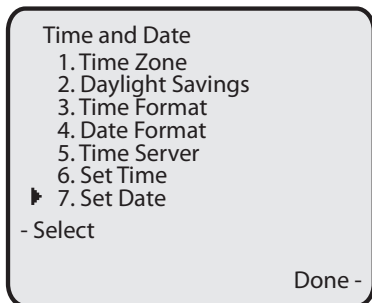 Time and Date
1. Time Zone
2. Daylight Savings
3. Time Format
4. Date Format
5. Time Server
6. Set Time
7. Set Date
- Select
Done -